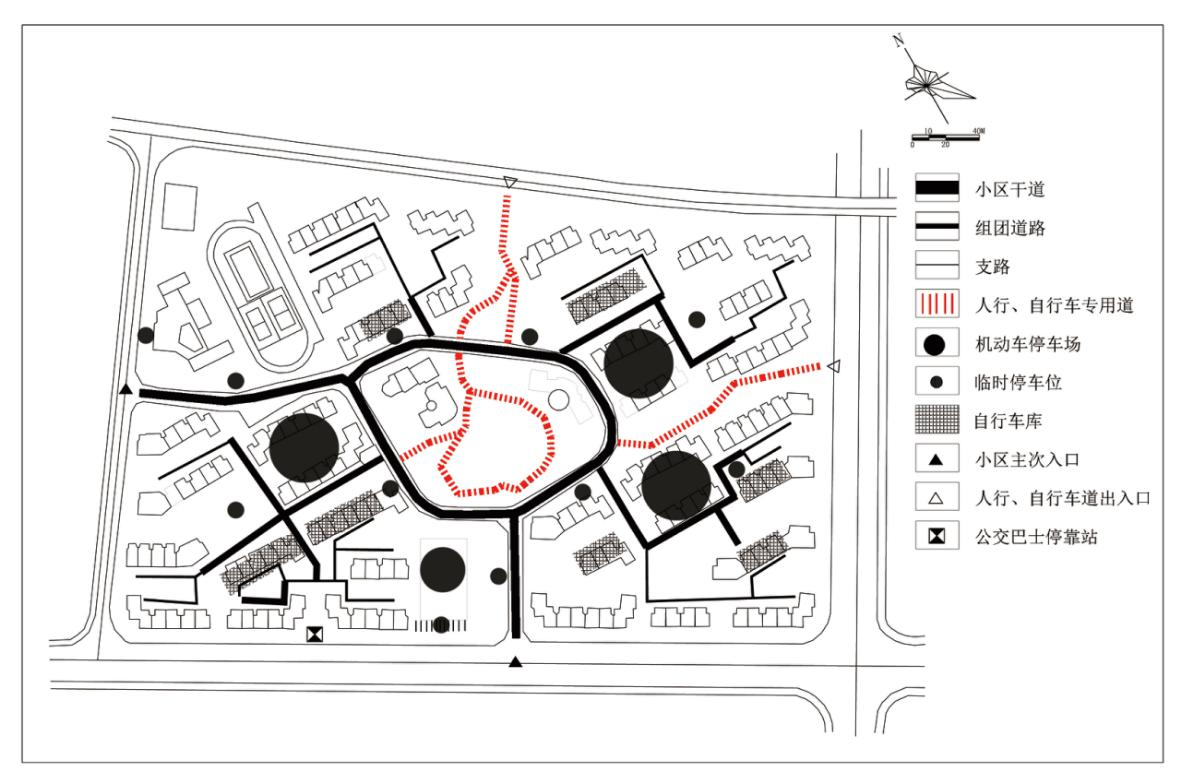 N
10 40M
0 20
小区干道
组团道路
支路
人行、自行车专用道
机动车停车场
临时停车位
自行车库
小区主次入口
人行、自行车道出入口
公交巴士停靠站